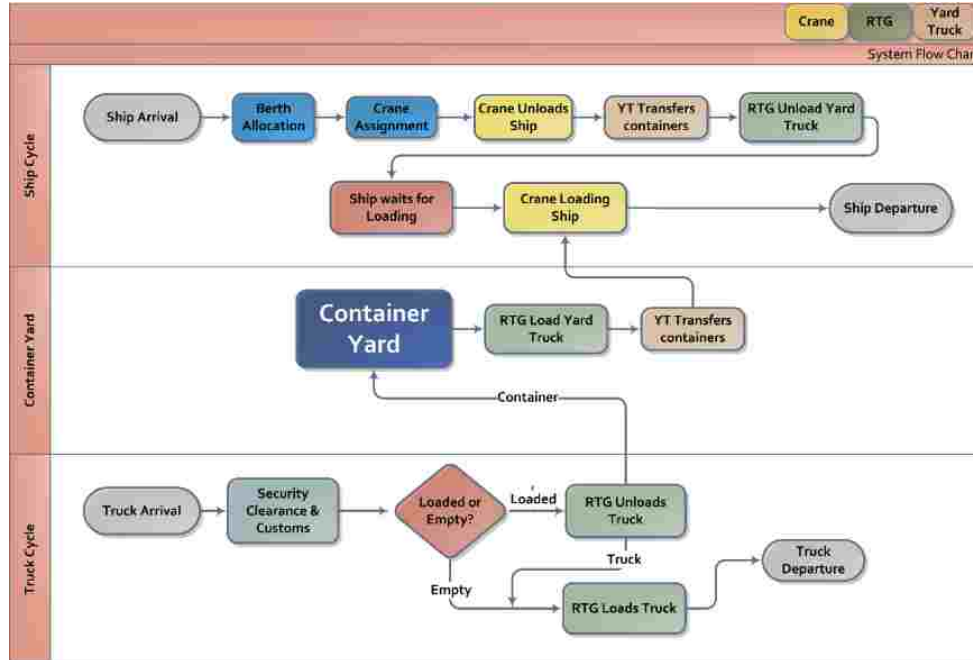 Crane
RTG
Yard
Truck
System Flow Char
Ship Cycle
Ship Arrival
Berth
Allocation
Crane
Assignment
Crane Unloads
Ship
YT Transfers
containers
RTG Unload Yard
Truck
Ship waits for
Loading
Crane Loading
Ship
Ship Departure
Container Yard
Container
Yard
RTG Load Yard
Truck
YT Transfers
containers
Container
Truck Cycle
Truck Arrival
Security
Clearance &
Customs
Loaded or
Empty?
Loaded
RTG Unloads
Truck
Truck
Empty
RTG Loads Truck
Truck
Departure